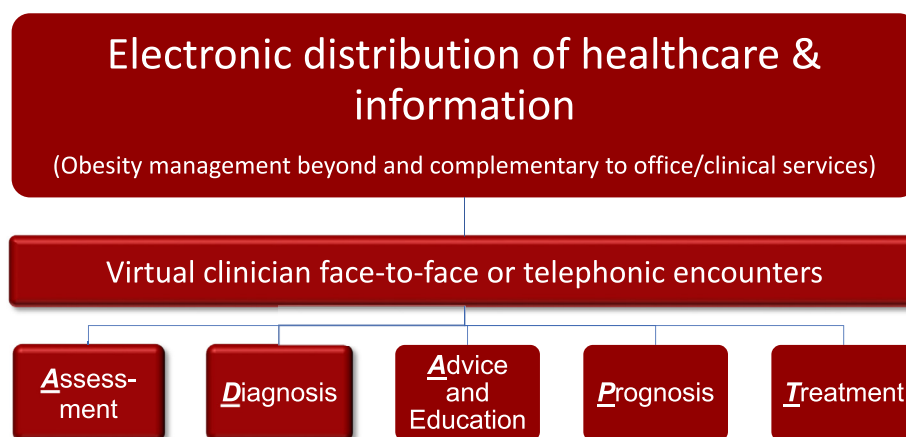 Electronic distribution of healthcare &
information
(Obesity management beyond and complementary to office/clinical services)
Virtual clinician face-to-face or telephonic encounters
Assess-
ment
Diagnosis
Advice
and
Education
Prognosis
Treatment